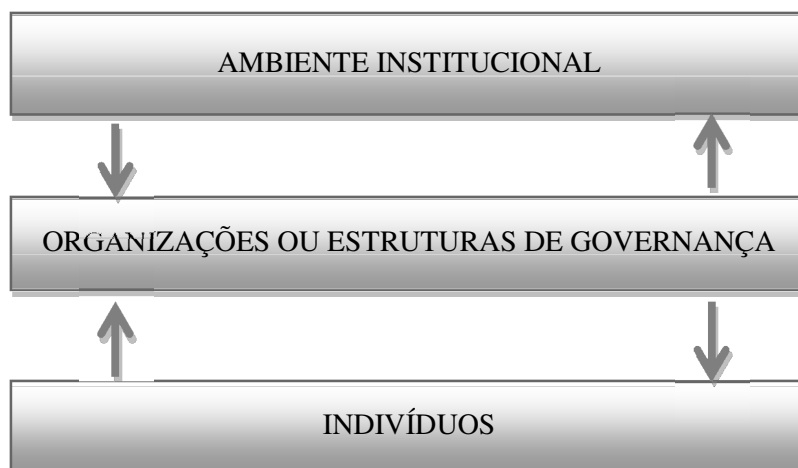 AMBIENTE INSTITUCIONAL
ORGANIZAÇÕES OU ESTRUTURAS DE GOVERNANÇA
INDIVÍDUOS